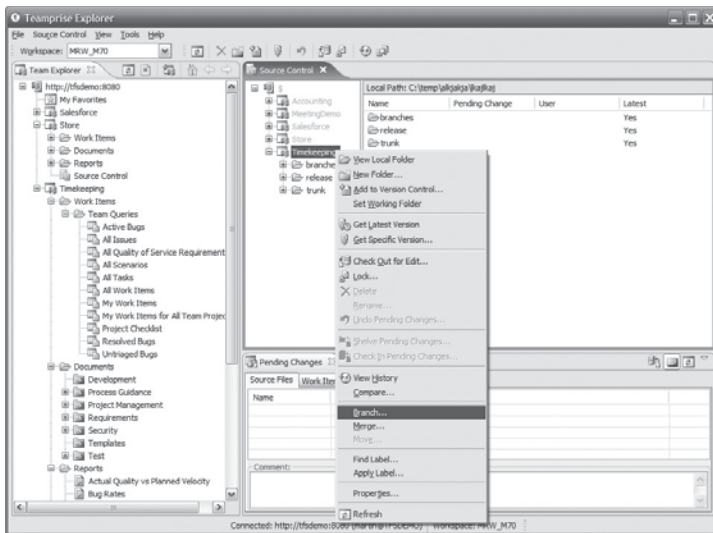 Teamprise Explorer
File Source Control View Tools Help
Workspace: MRW_M70
Team Explorer
http://tfsdemo:8080
My Favorites
Salesforce
Store
Work Items
Documents
Reports
Source Control
Timekeeping
Work Items
Team Queries
Active Bugs
All Issues
All Quality of Service Requirement
All Scenarios
All Tasks
All Work Items
My Work Items
My Work Items for All Team Projec
Project Checklist
Resolved Bugs
Untriaged Bugs
Documents
Development
Process Guidance
Project Management
Requirements
Security
Templates
Test
Reports
Actual Quality vs Planned Velocity
Bug Rates
Source Control
$
Accounting
MeetingDemo
Salesforce
Store
Timekeeping
branche
release
trunk
Name Pending Change User Latest
branches Yes
release Yes
trunk Yes
View Local Folder
New Folder...
Add to Version Control...
Set Working Folder
Get Latest Version
Get Specific Version...
Check Out for Edit...
Lock...
Delete
Rename...
Undo Pending Changes...
Shelve Pending Changes...
Check In Pending Changes...
View History
Compare...
Branch...
Merge...
Move...
Find Label...
Apply Label...
Properties...
Refresh
Pending Changes
Source Files Work Iter
Name
Comment:
Connected: http://tfsdemo:8080 Workspace: MRW_M70